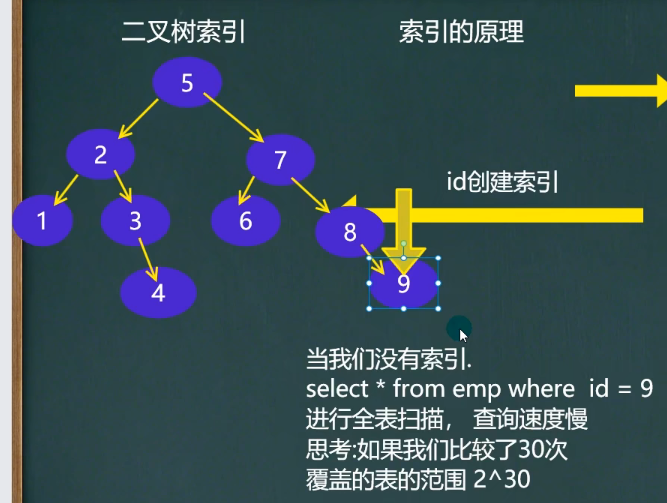 二叉树索引
索引的原理
5
2
7
id创建索引
1
3
6
8
4
9
当我们没有索引.
select * from emp where  id = 9
进行全表扫描， 查询速度慢
思考:如果我们比较了30次
覆盖的表的范围 2^30